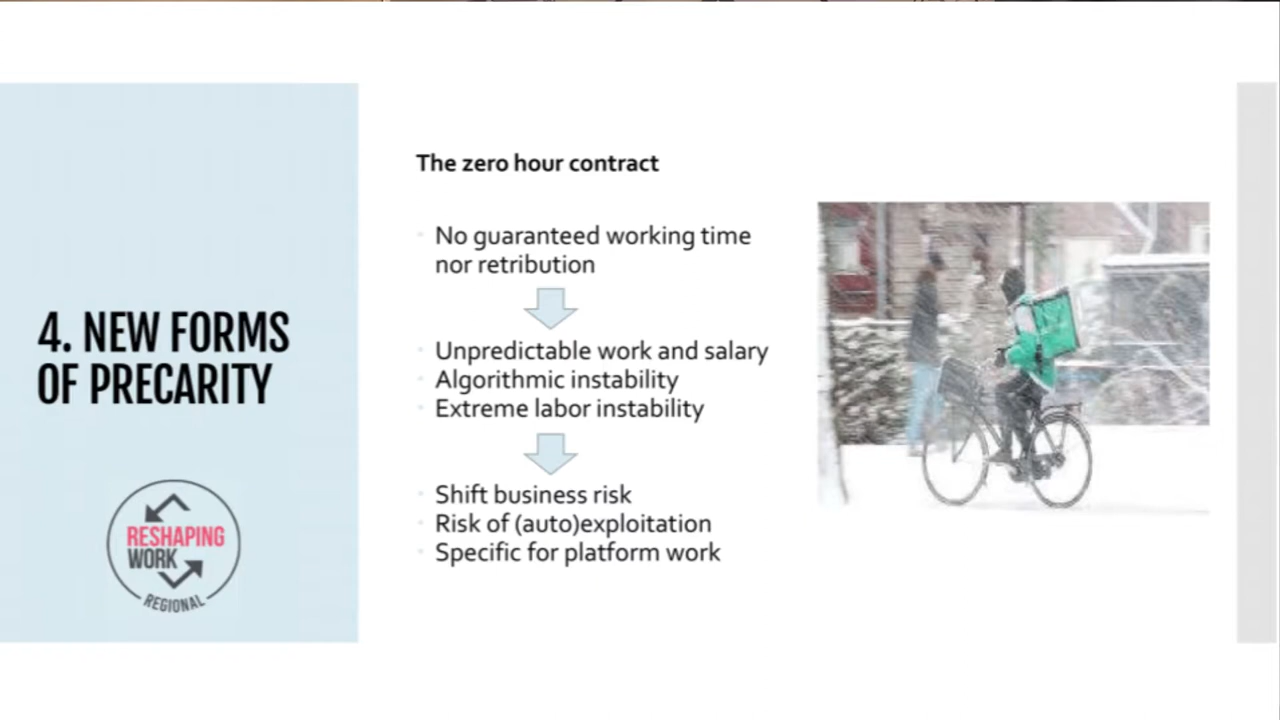 4. NEW FORMS
OF PRECARITY
RESHAPING
WORK
REGIONAL
The zero hour contract
No guaranteed working time
nor retribution
Unpredictable work and salary
Algorithmic instability
Extreme labor instability
Shift business risk
Risk of (auto)exploitation
Specific for platform work